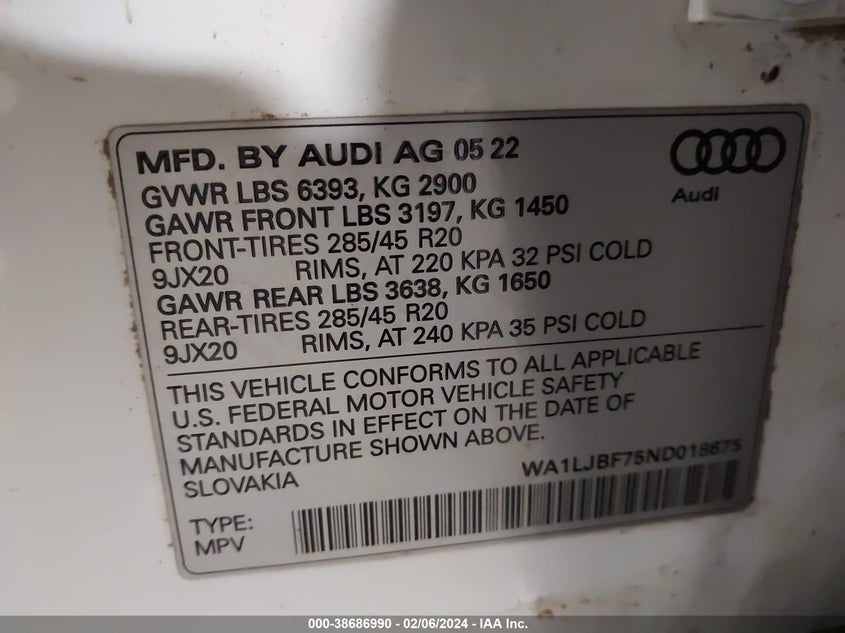 MFD. BY AUDI AG 05 22
GVWR LBS 6393, KG 2900
GAWR FRONT LBS 3197, KG 1450
FRONT-TIRES 285/45 R20
9JX20 RIMS, AT 220 KPA 32 PSI COLD
GAWR REAR LBS 3638, KG 1650
REAR-TIRES 285/45 R20
9JX20 RIMS, AT 240 KPA 35 PSI COLD
Audi
THIS VEHICLE CONFORMS TO ALL APPLICABLE
U.S. FEDERAL MOTOR VEHICLE SAFETY
STANDARDS IN EFFECT ON THE DATE OF
MANUFACTURE SHOWN ABOVE.
SLOVAKIA
WA1LJBF75ND018675
TYPE:
MPV
000-38686990 - 02/06/2024 - IAA Inc.